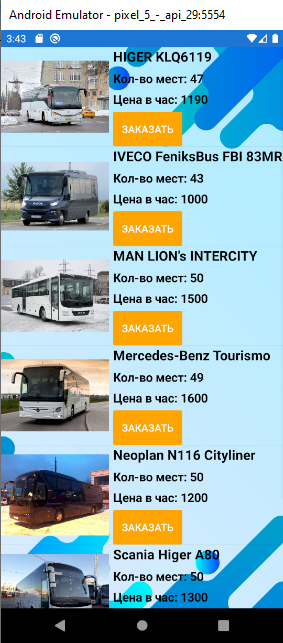 Android Emulator - pixel_5_-_api_29:5554
3:43
HIGER KLQ6119
Кол-во мест: 47
Цена в час: 1190
ЗАКАЗАТЬ
IVECO FeniksBus FBI 83MR
Кол-во мест: 43
Цена в час: 1000
ЗАКАЗАТЬ
MAN LION's INTERCITY
Кол-во мест: 50
Цена в час: 1500
ЗАКАЗАТЬ
Mercedes-Benz Tourismo
Кол-во мест: 49
Цена в час: 1600
ЗАКАЗАТЬ
Neoplan N116 Cityliner
Кол-во мест: 50
Цена в час: 1200
ЗАКАЗАТЬ
Scania Higer A80
Кол-во мест: 50
Цена в час: 1300